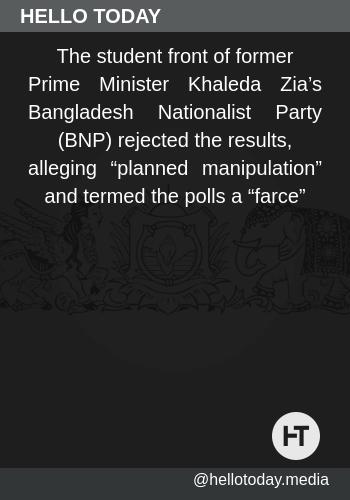 HELLO TODAY
The student front of former
Prime Minister Khaleda Zia’s
Bangladesh Nationalist Party
(BNP) rejected the results,
alleging “planned manipulation”
and termed the polls a “farce”
HT
@hellotoday.media